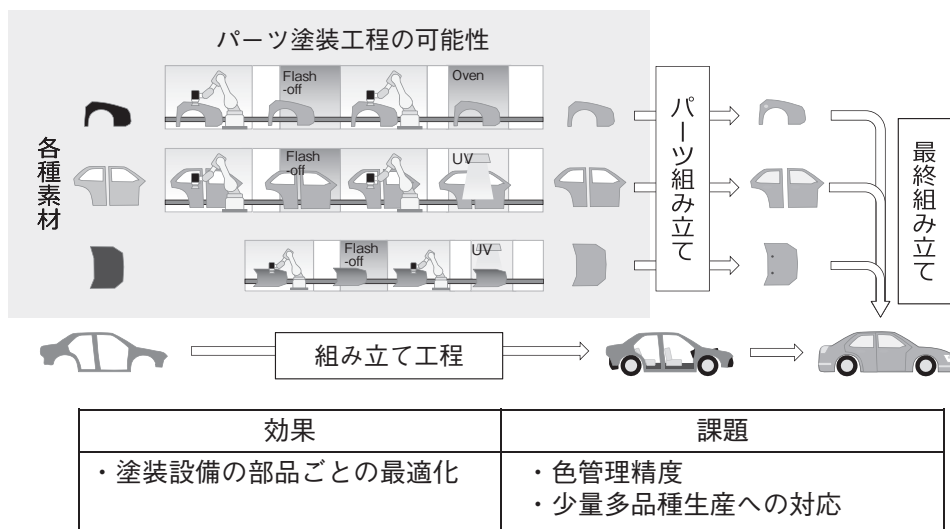 パーツ塗装工程の可能性
各種素材
Flash
-off
Oven
Flash
-off
UV
Flash
-off
UV
パーツ組み立て
最終組み立て
組み立て工程
効果
課題
・塗装設備の部品ごとの最適化
・色管理精度
・少量多品種生産への対応